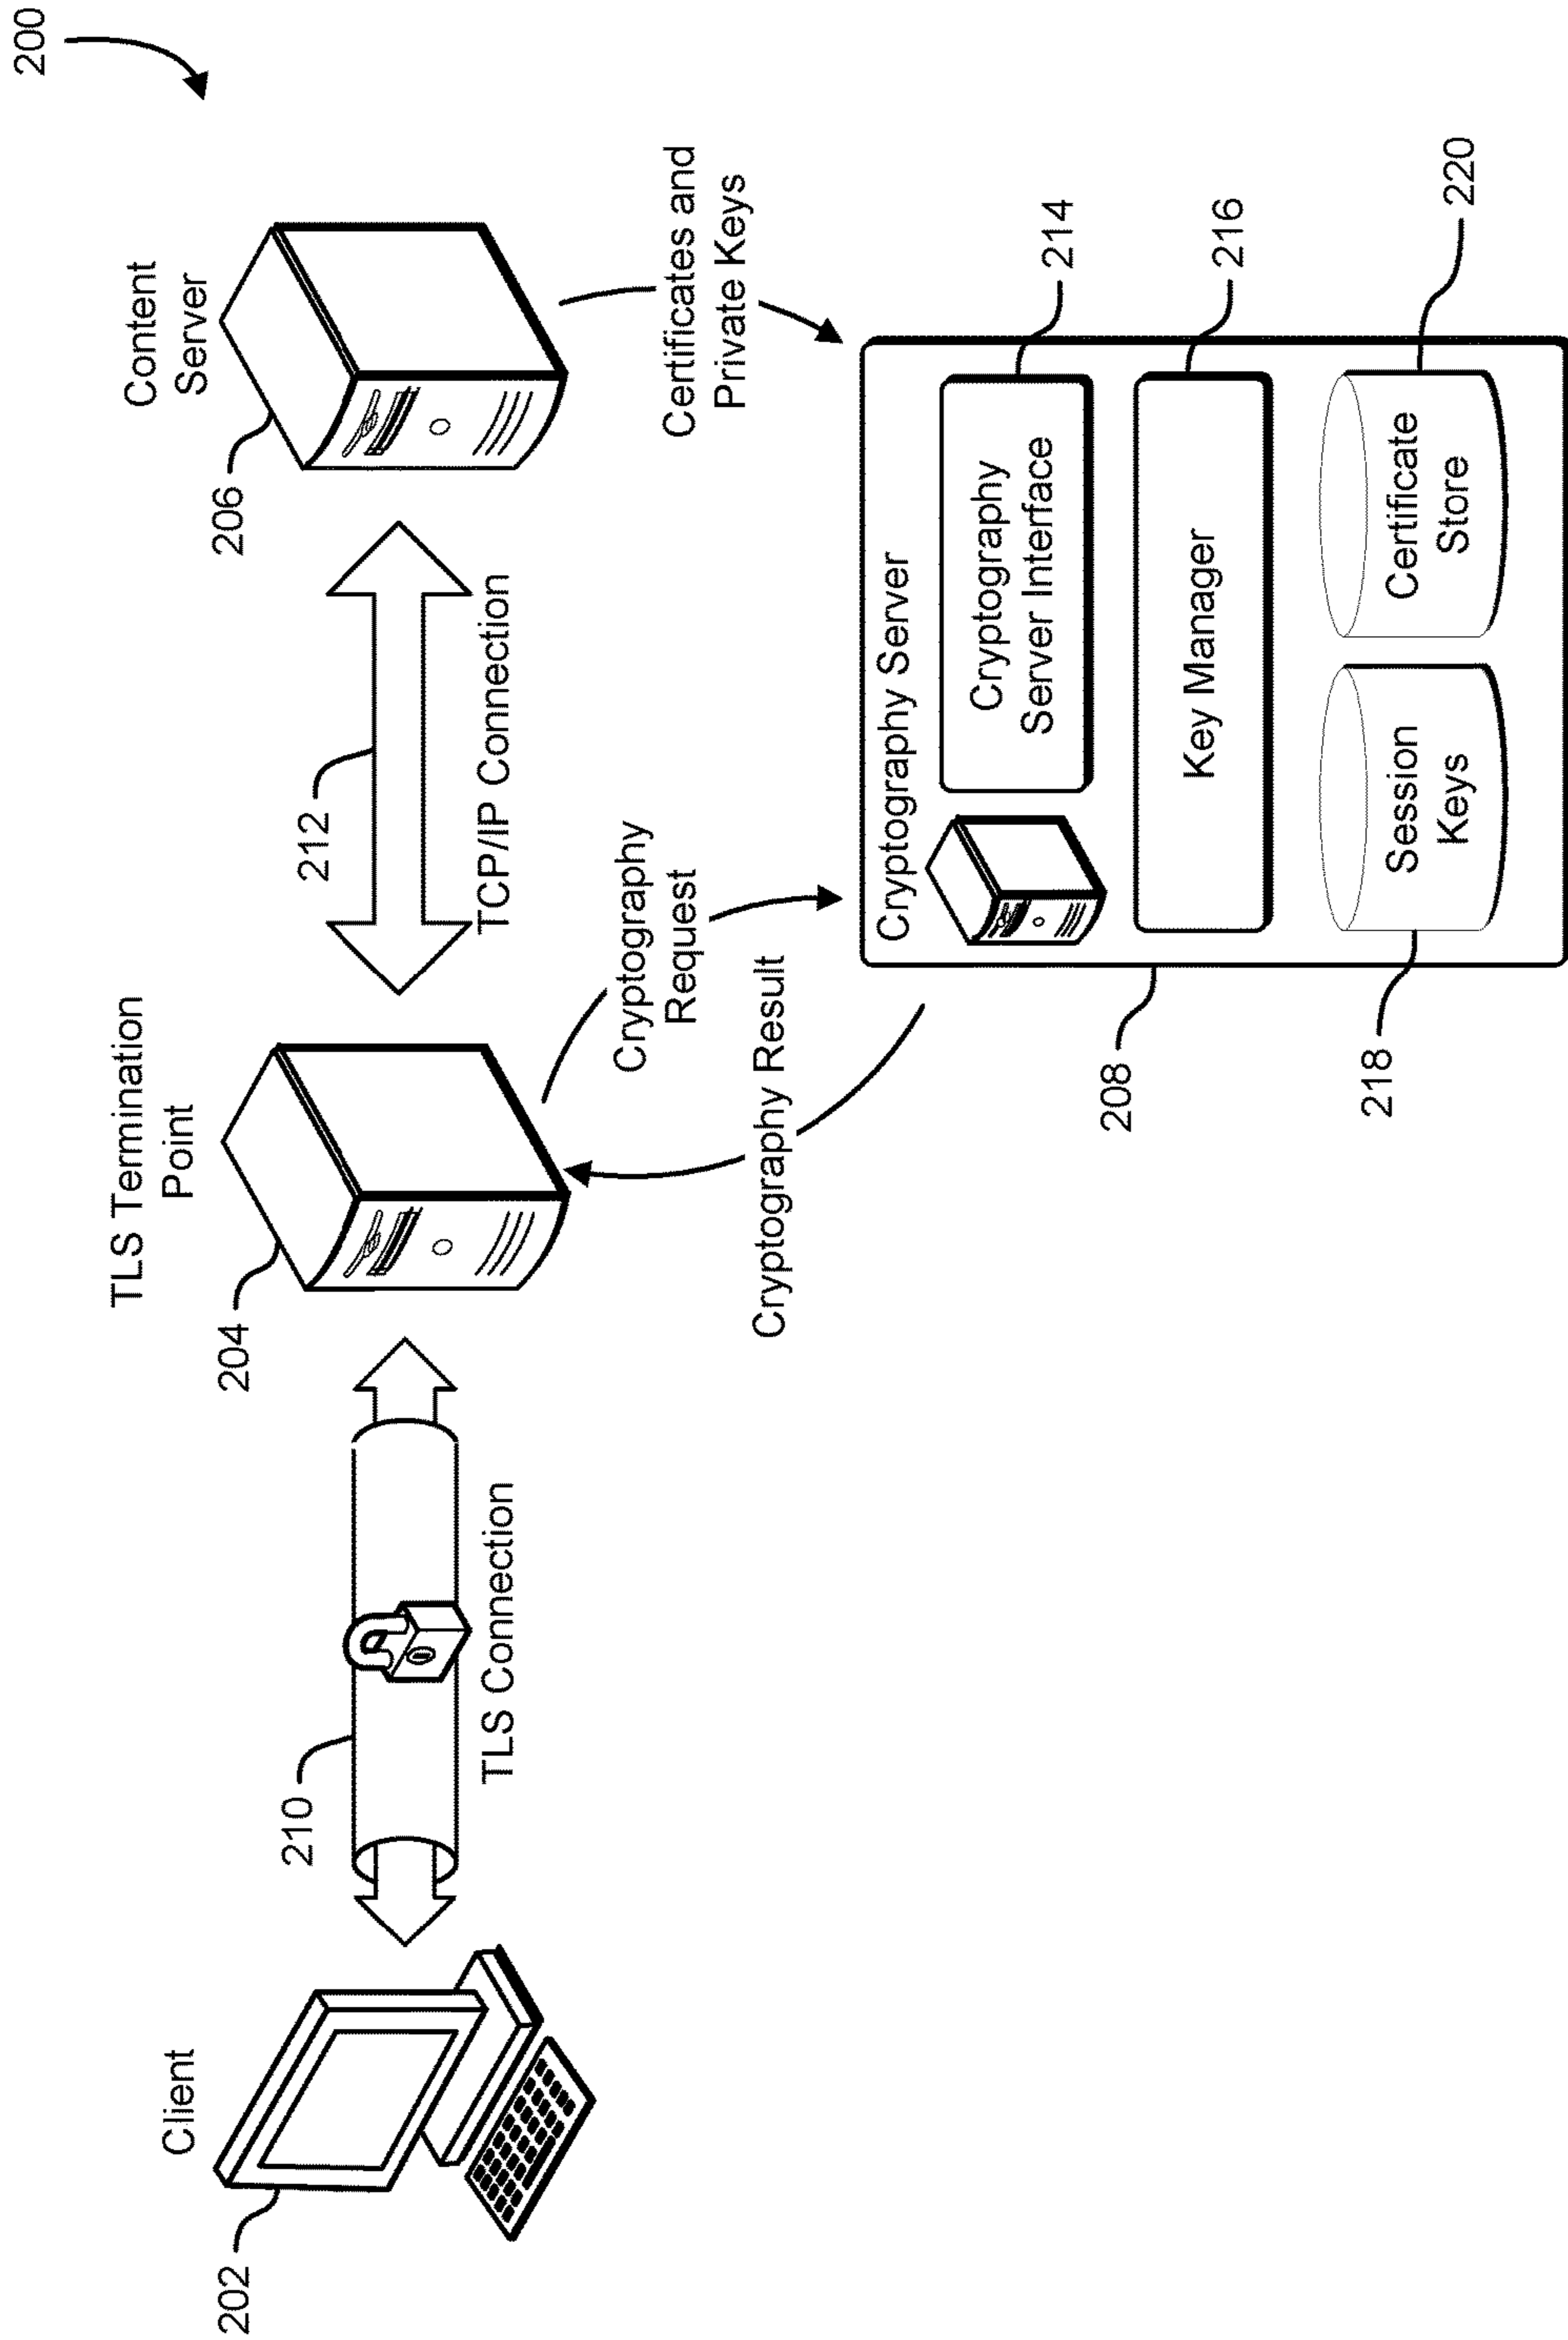 200
Client
202
TLS Termination
Point
204
Content
Server
206
210
TLS Connection
212
TCP/IP Connection
Cryptography
Request
Cryptography Result
Certificates and
Private Keys
Cryptography Server
Cryptography
Server Interface
214
Key Manager
216
Session
Keys
Certificate
Store
208
218
220